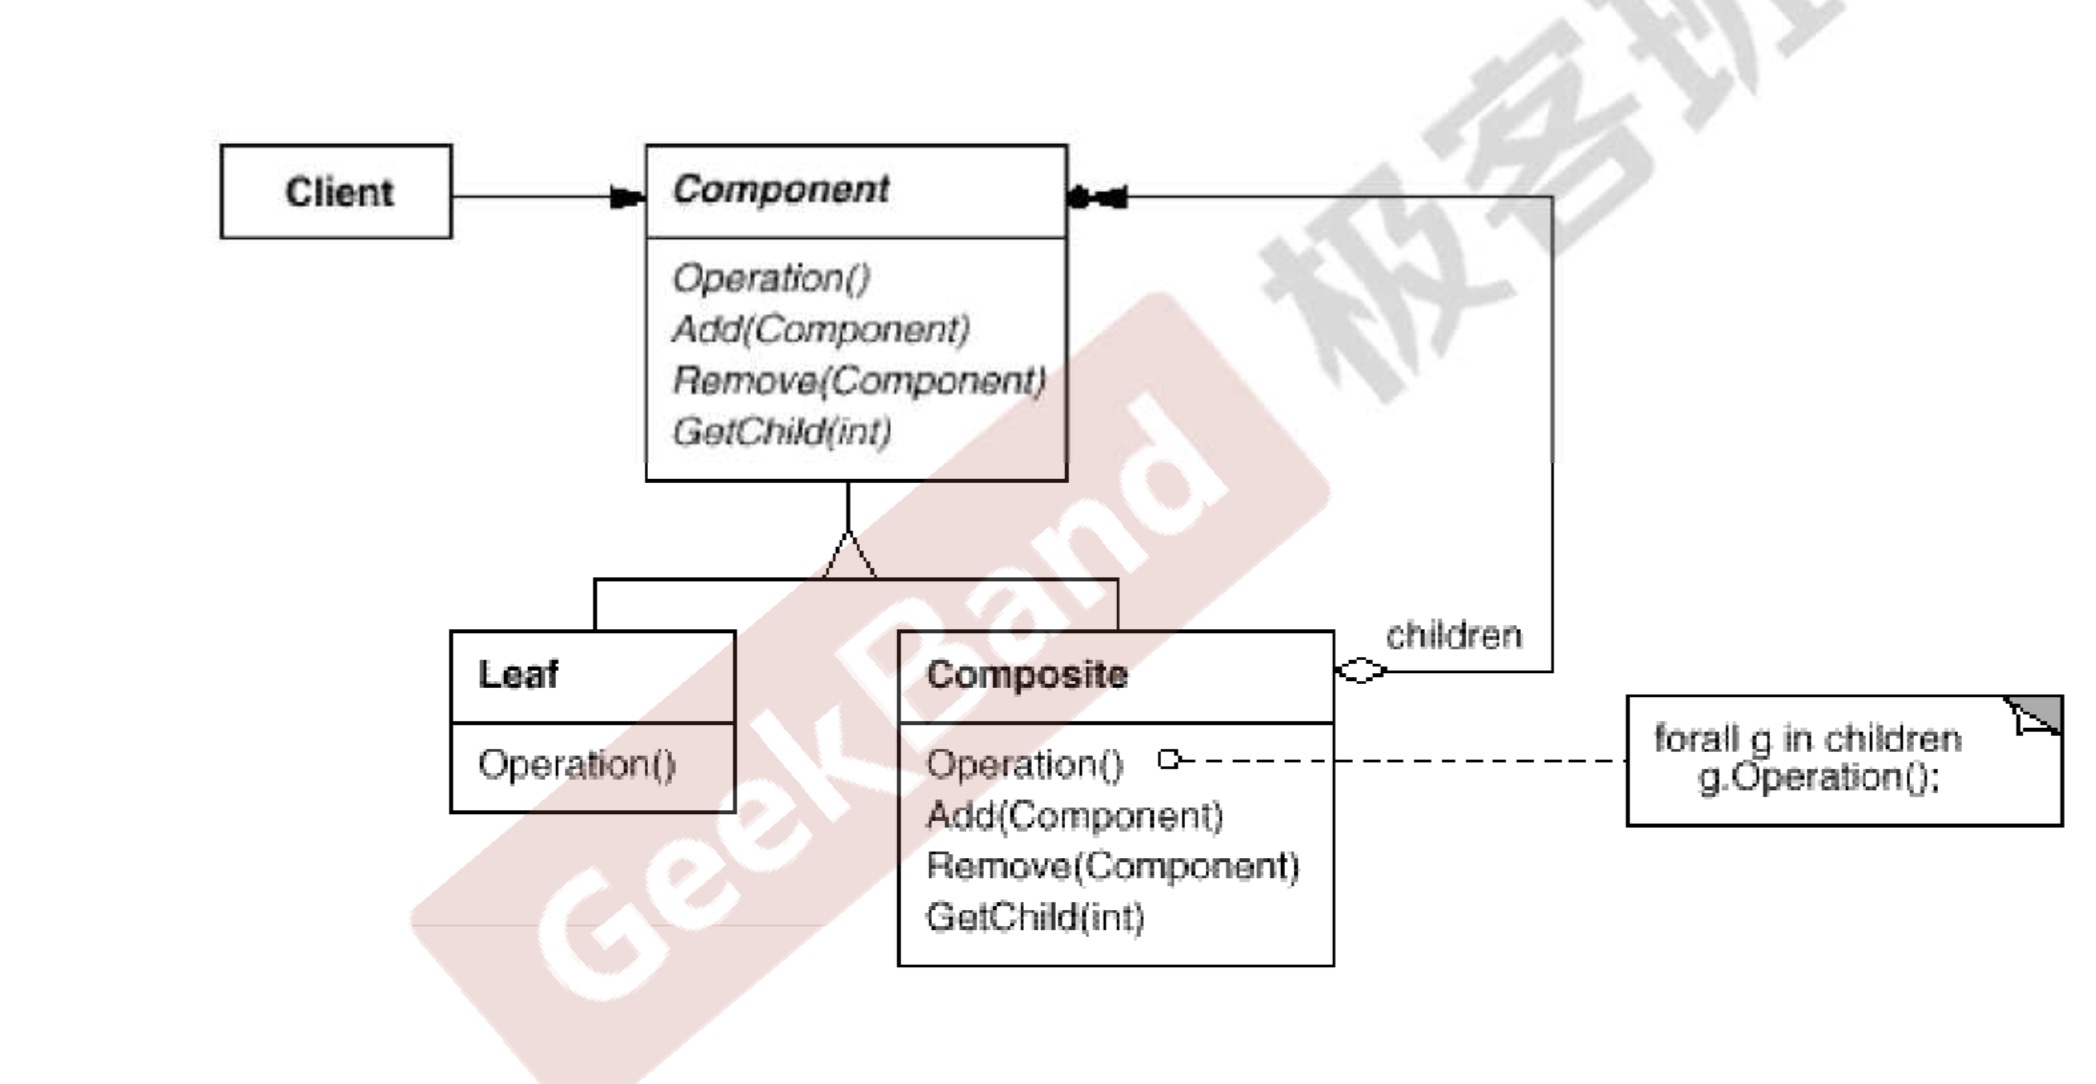 Client
Component
Operation()
Add(Component)
Remove(Component)
GetChild(int)
Leaf
Operation()
Composite
Operation()
Add(Component)
Remove(Component)
GetChild(int)
children
forall g in children
g.Operation();
GeekBand
极客班